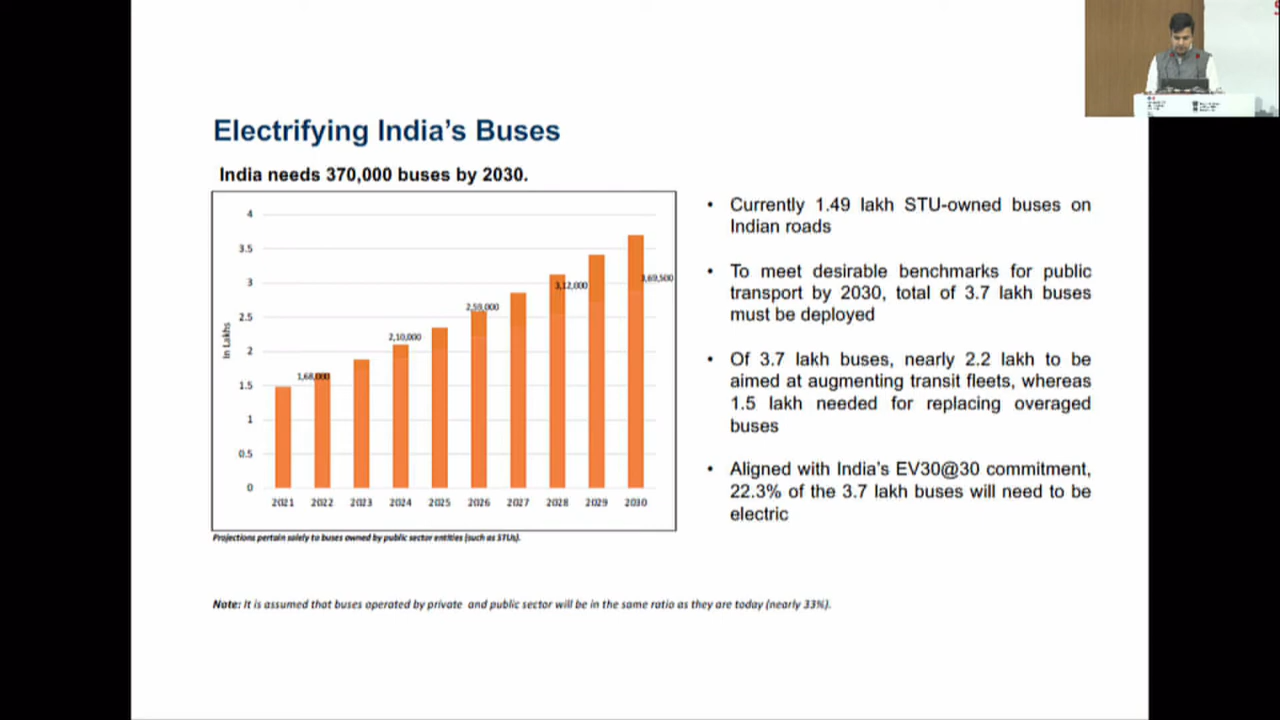 Electrifying India's Buses
India needs 370,000 buses by 2030.
4
3.5
3
2.5
2
1.5
1
0.5
0
In Lakhs
1,68,000
2,10,000
2,59,000
3,12,000
3,69,500
2021 2022 2023 2024 2025 2026 2027 2028 2029 2030
Projections pertain solely to buses owned by public sector entities (such as STUs).
• Currently 1.49 lakh STU-owned buses on
Indian roads
• To meet desirable benchmarks for public
transport by 2030, total of 3.7 lakh buses
must be deployed
• Of 3.7 lakh buses, nearly 2.2 lakh to be
aimed at augmenting transit fleets, whereas
1.5 lakh needed for replacing overaged
buses
• Aligned with India's EV30@30 commitment,
22.3% of the 3.7 lakh buses will need to be
electric
Note: It is assumed that buses operated by private and public sector will be in the same ratio as they are today (nearly 33%).